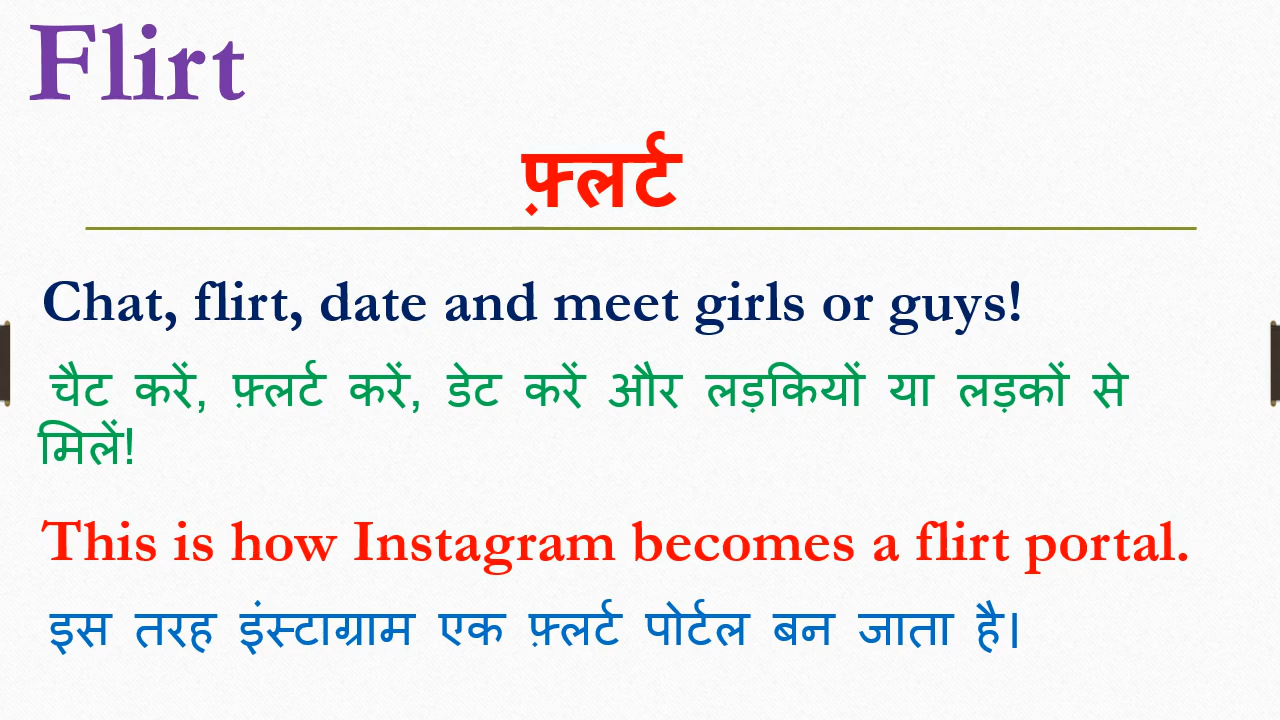 Flirt
फ़्लर्ट
Chat, flirt, date and meet girls or guys!
चैट करें, फ़्लर्ट करें, डेट करें और लड़कियों या लड़कों से
मिलें!
This is how Instagram becomes a flirt portal.
इस तरह इंस्टाग्राम एक फ़्लर्ट पोर्टल बन जाता है।